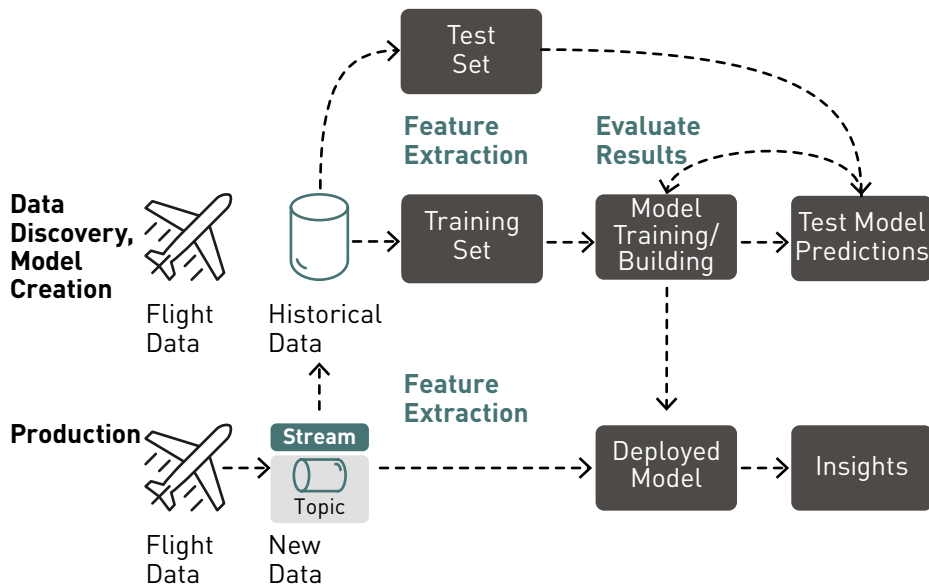 Test
Set
Feature
Extraction
Evaluate
Results
Data
Discovery,
Model
Creation
Training
Set
Model
Training/
Building
Test Model
Predictions
Flight
Data
Historical
Data
Feature
Extraction
Production
Stream
Topic
Deployed
Model
Insights
Flight
Data
New
Data